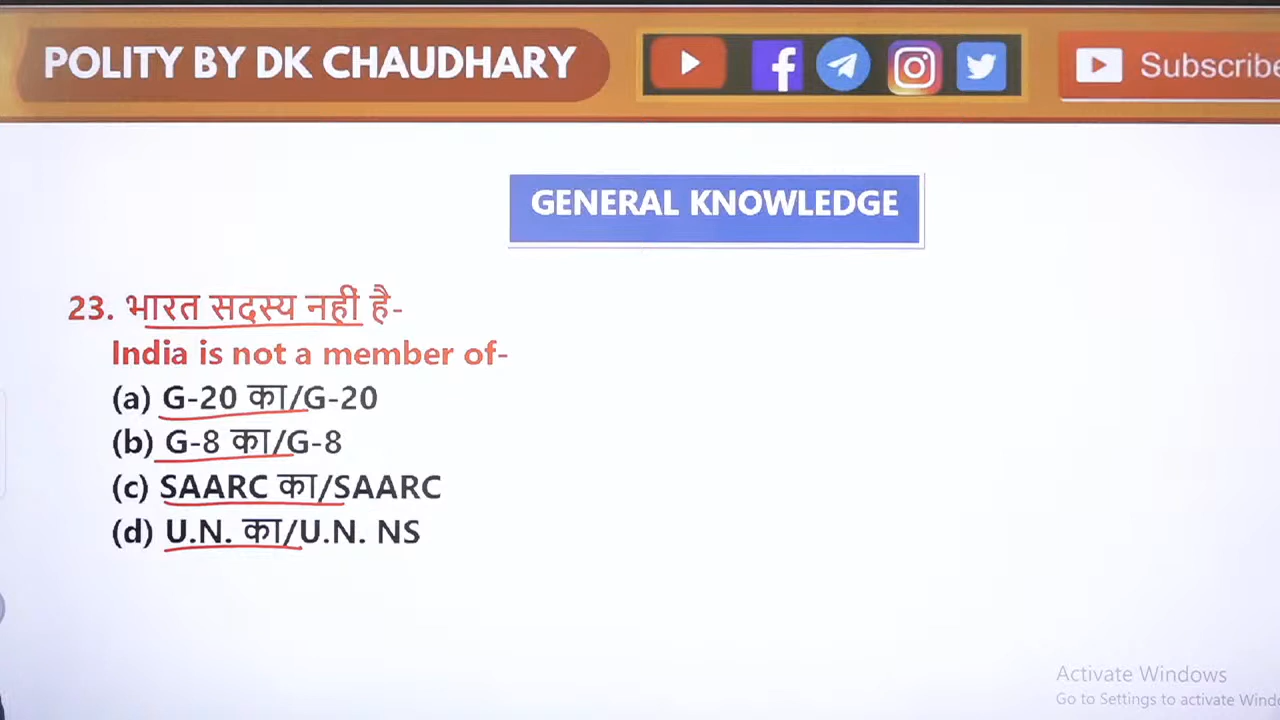 POLITY BY DK CHAUDHARY
Subscribe
GENERAL KNOWLEDGE
23. भारत सदस्य नहीं है-
India is not a member of-
(a) G-20 का/G-20
(b) G-8 का/G-8
(c) SAARC का/SAARC
(d) U.N. का/U.N. NS
Activate Windows
Go to Settings to activate Windo